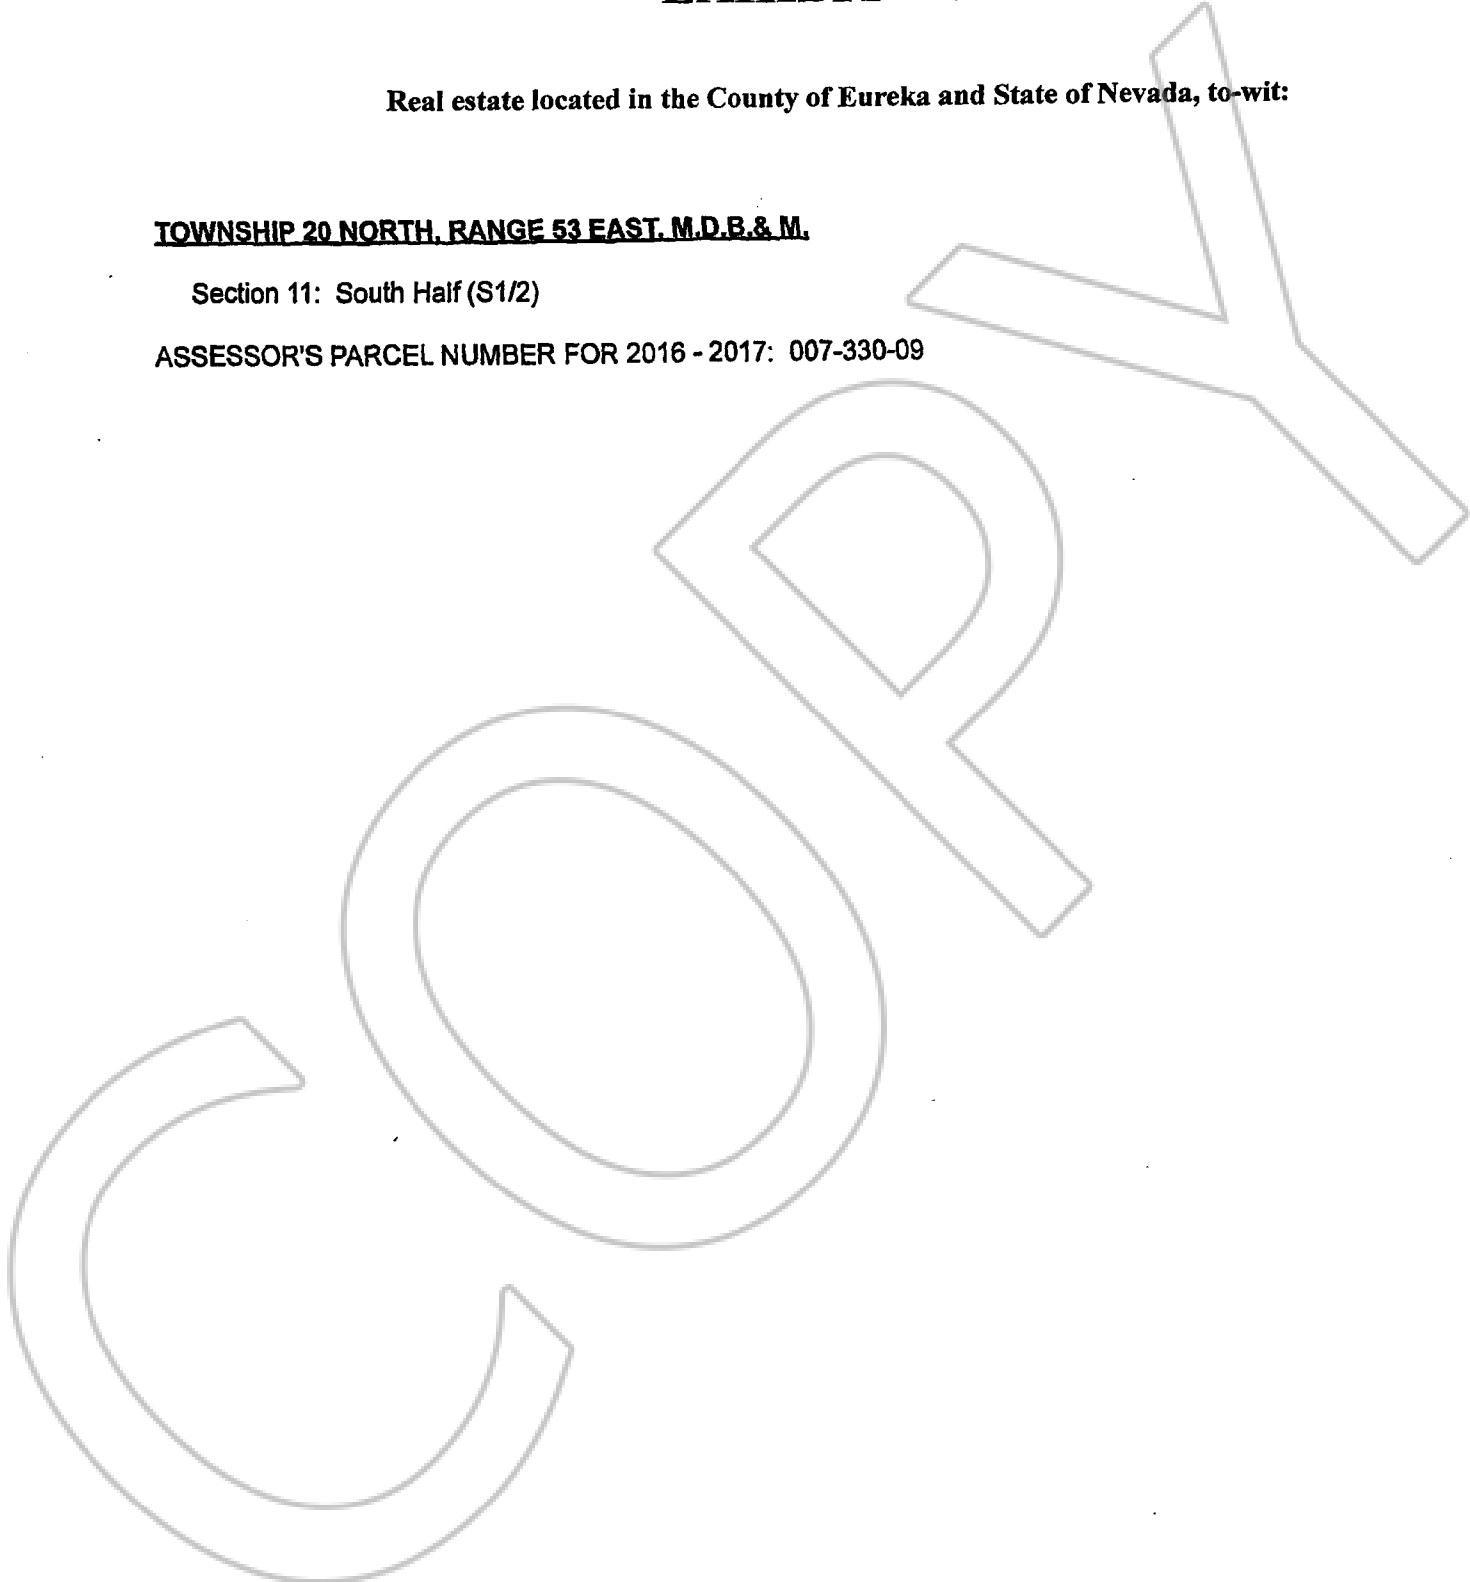 Real estate located in the County of Eureka and State of Nevada, to-wit:
TOWNSHIP 20 NORTH, RANGE 53 EAST, M.D.B.& M.
Section 11: South Half (S1/2)
ASSESSOR'S PARCEL NUMBER FOR 2016 - 2017: 007-330-09
COPY